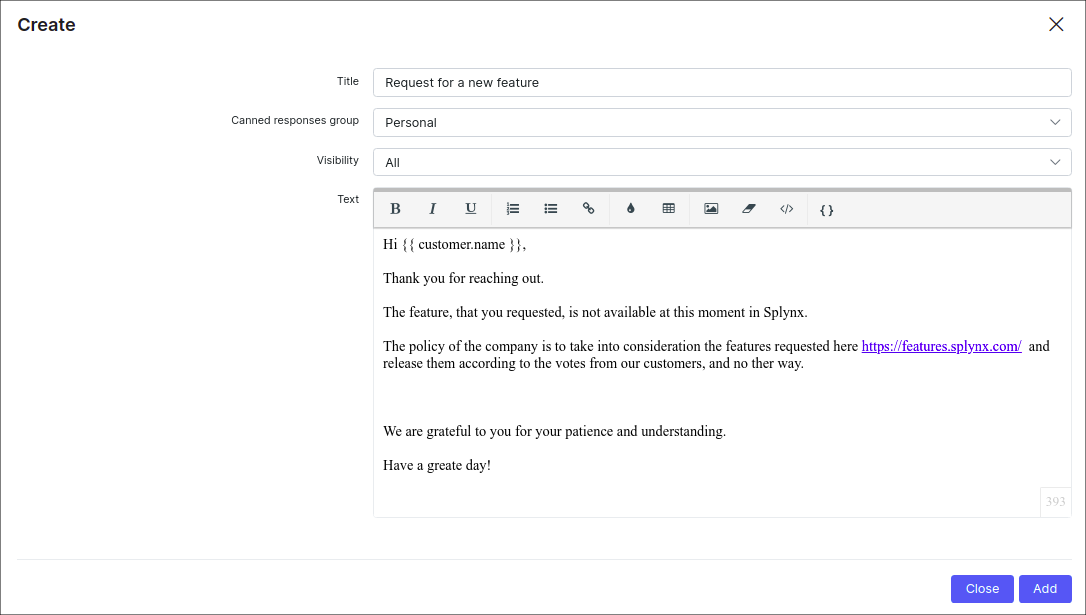 Create
Title
Request for a new feature
Canned responses group
Personal
Visibility
All
Text
B I U </> { }
Hi {{ customer.name }},
Thank you for reaching out.
The feature, that you requested, is not available at this moment in Splynx.
The policy of the company is to take into consideration the features requested here https://features.splynx.com/ and
release them according to the votes from our customers, and no ther way.
We are grateful to you for your patience and understanding.
Have a greate day!
393
Close
Add